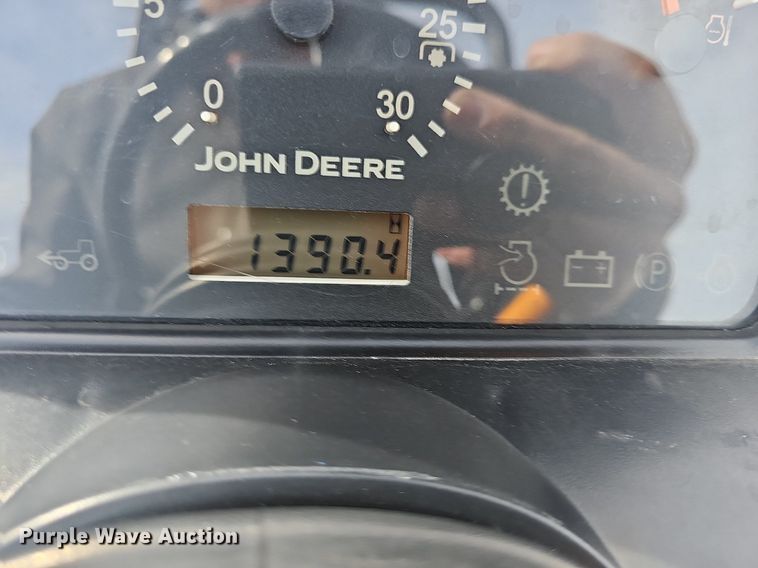 5 25
0 30
JOHN DEERE
1390.4
P
Purple Wave Auction